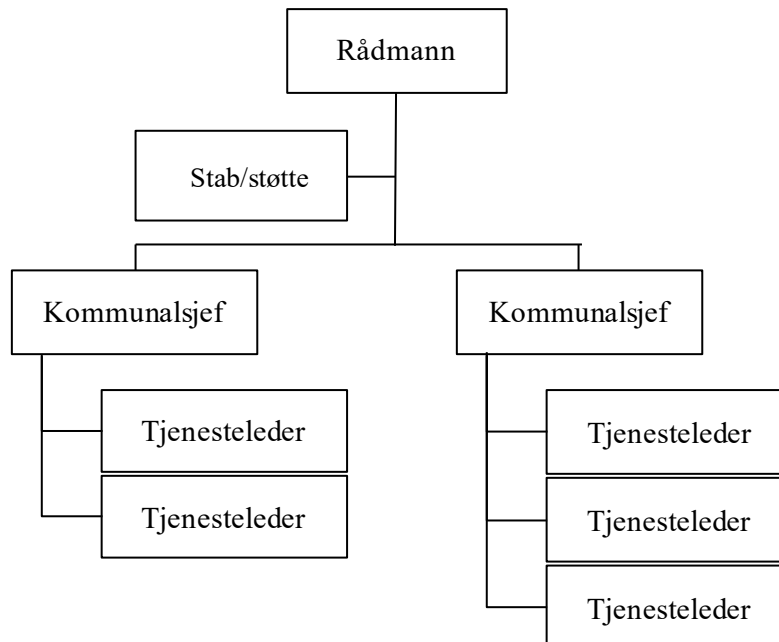 Rådmann
Stab/støtte
Kommunalsjef
Tjenesteleder
Tjenesteleder
Kommunalsjef
Tjenesteleder
Tjenesteleder
Tjenesteleder